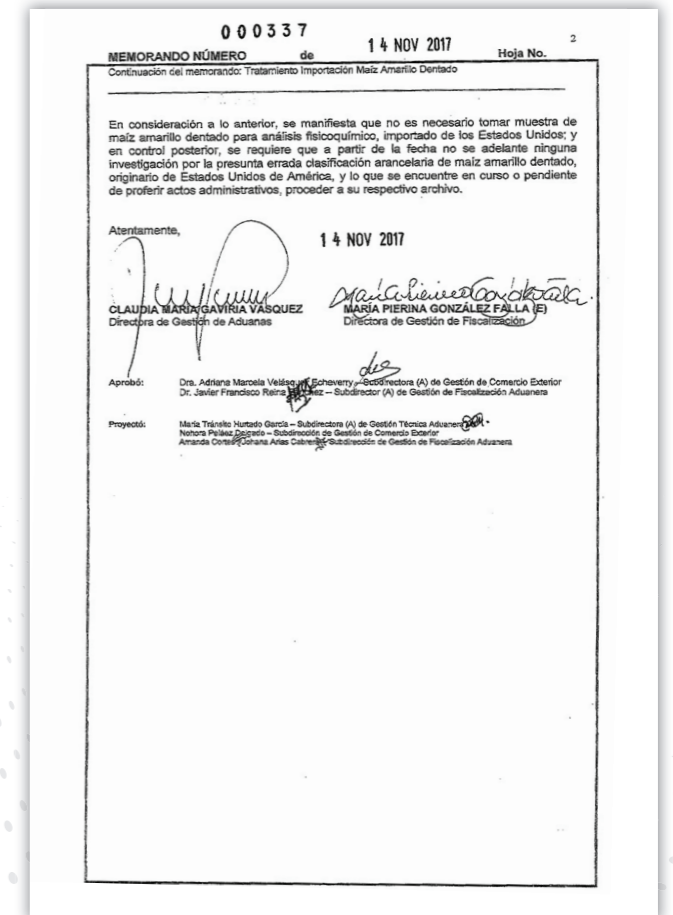 000337
14 NOV 2017
2
MEMORANDO NÚMERO de Hoja No.
Continuación del memorando: Tratamiento Importación Maíz Amarillo Dentado
En consideración a lo anterior, se manifiesta que no es necesario tomar muestra de
maíz amarillo dentado para análisis fisicoquímico, importado de los Estados Unidos; y
en control posterior, se requiere que a partir de la fecha no se adelante ninguna
investigación por la presunta errada clasificación arancelaria de maíz amarillo dentado,
originario de Estados Unidos de América, y lo que se encuentre en curso o pendiente
de proferir actos administrativos, proceder a su respectivo archivo.
Atentamente,
14 NOV 2017
CLAUDIA MARÍA GAVIRIA VÁSQUEZ
Directora de Gestión de Aduanas
MARÍA PIERINA GONZÁLEZ FALLA (E)
Directora de Gestión de Fiscalización
Aprobó: Dra. Adriana Marcela Velásquez Echeverry – Subdirectora (A) de Gestión de Comercio Exterior
Dr. Javier Francisco Reina – Subdirector (A) de Gestión de Fiscalización Aduanera
Proyectó: María Tránsito Hurtado García – Subdirectora (A) de Gestión Técnica Aduanera
Nohora Peláez Delgado – Subdirección de Gestión de Comercio Exterior
Amanda Johana Arias Subdirección de Gestión de Fiscalización Aduanera